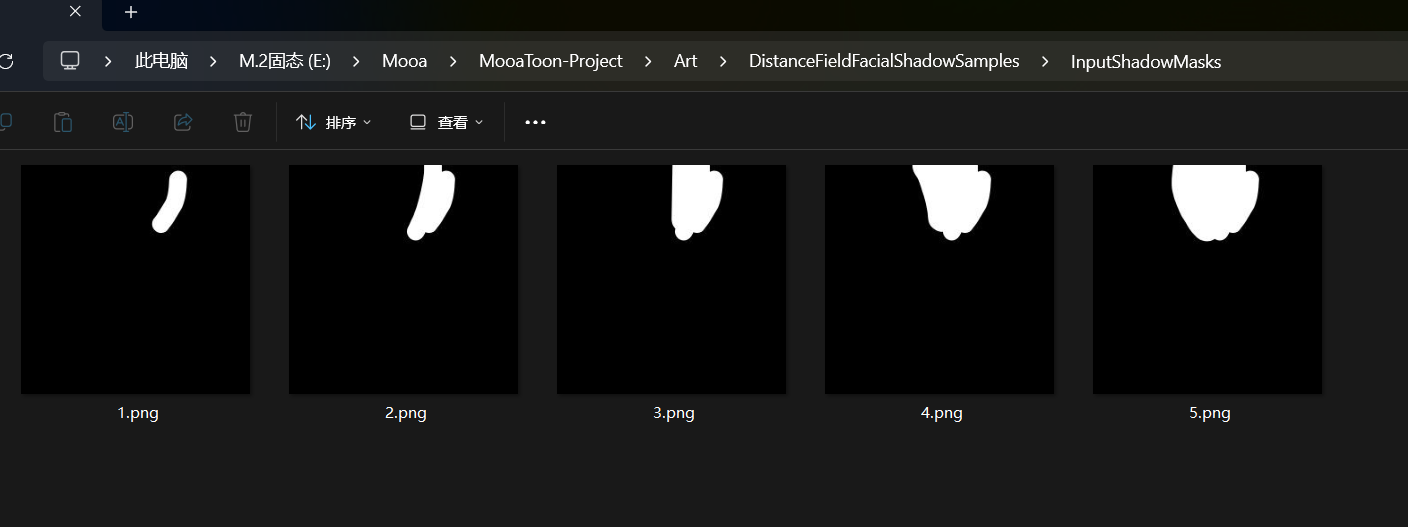 此电脑 M.2固态 (E:) Mooa MooaToon-Project Art DistanceFieldFacialShadowSamples InputShadowMasks
排序 查看
1.png 2.png 3.png 4.png 5.png